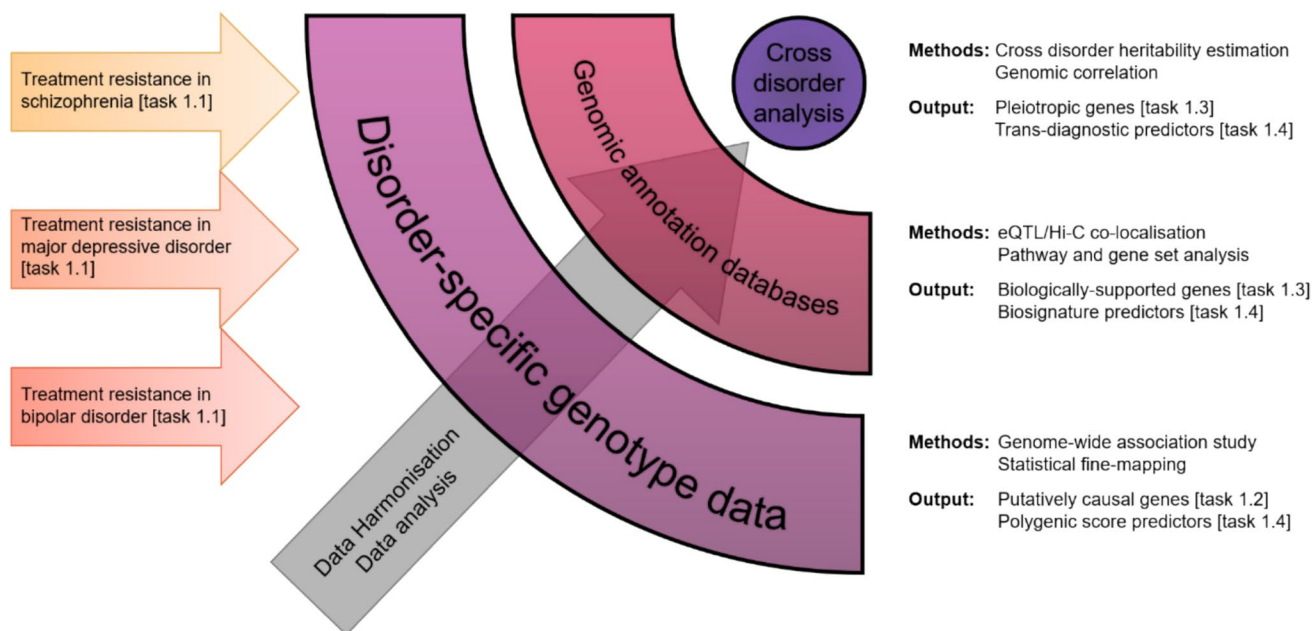 Treatment resistance in
schizophrenia [task 1.1]
Treatment resistance in
major depressive disorder
[task 1.1]
Treatment resistance in
bipolar disorder [task 1.1]
Data Harmonisation
Data analysis
Disorder-specific genotype data
Genomic annotation databases
Cross
disorder
analysis
Methods: Cross disorder heritability estimation
Genomic correlation
Output: Pleiotropic genes [task 1.3]
Trans-diagnostic predictors [task 1.4]
Methods: eQTL/Hi-C co-localisation
Pathway and gene set analysis
Output: Biologically-supported genes [task 1.3]
Biosignature predictors [task 1.4]
Methods: Genome-wide association study
Statistical fine-mapping
Output: Putatively causal genes [task 1.2]
Polygenic score predictors [task 1.4]